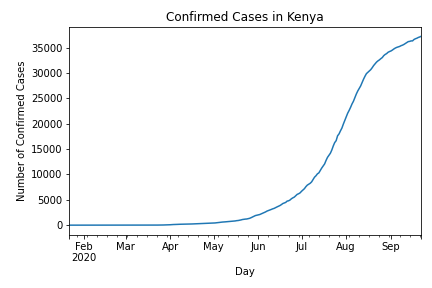 Confirmed Cases in Kenya
Number of Confirmed Cases
35000
30000
25000
20000
15000
10000
5000
0
Feb Mar Apr May Jun Jul Aug Sep
2020
Day